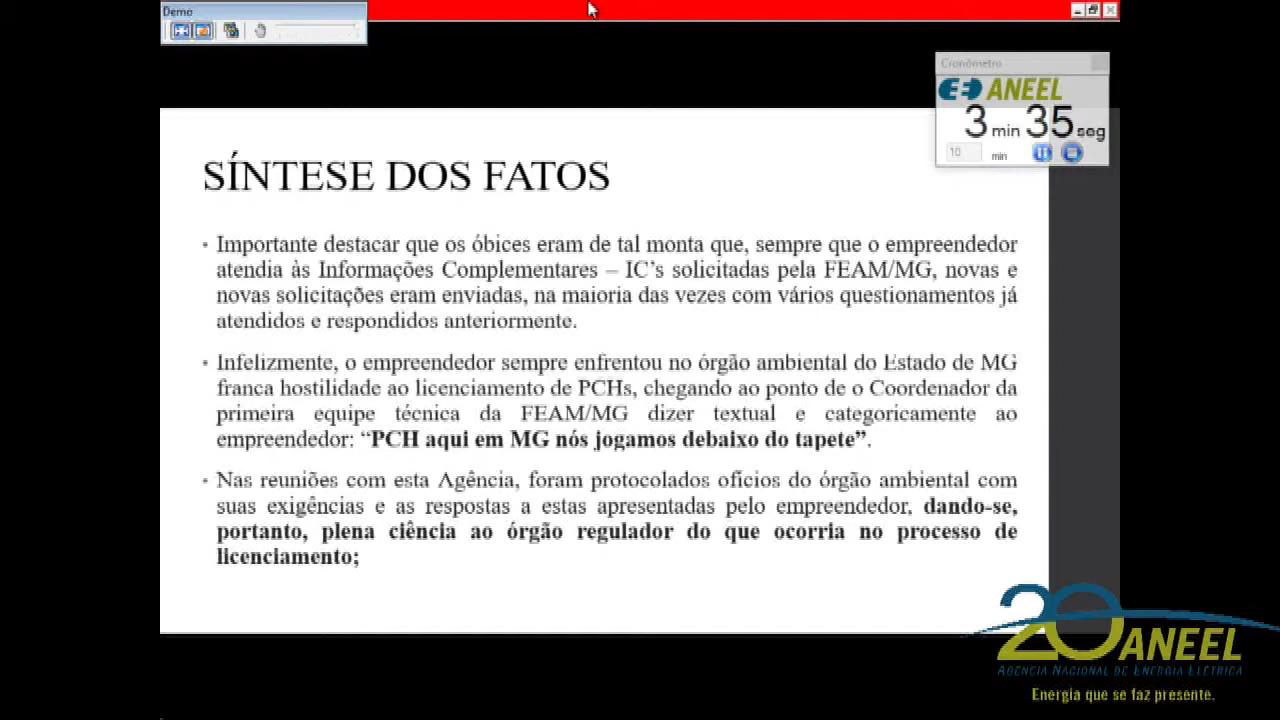 Demo
Cronômetro
ANEEL
3 min 35 seg
10 min
SÍNTESE DOS FATOS
• Importante destacar que os óbices eram de tal monta que, sempre que o empreendedor
atendia às Informações Complementares – IC’s solicitadas pela FEAM/MG, novas e
novas solicitações eram enviadas, na maioria das vezes com vários questionamentos já
atendidos e respondidos anteriormente.
• Infelizmente, o empreendedor sempre enfrentou no órgão ambiental do Estado de MG
franca hostilidade ao licenciamento de PCHs, chegando ao ponto de o Coordenador da
primeira equipe técnica da FEAM/MG dizer textual e categoricamente ao
empreendedor: “PCH aqui em MG nós jogamos debaixo do tapete”.
• Nas reuniões com esta Agência, foram protocolados ofícios do órgão ambiental com
suas exigências e as respostas a estas apresentadas pelo empreendedor, dando-se,
portanto, plena ciência ao órgão regulador do que ocorria no processo de
licenciamento;
20 ANEEL
AGÊNCIA NACIONAL DE ENERGIA ELÉTRICA
Energia que se faz presente.